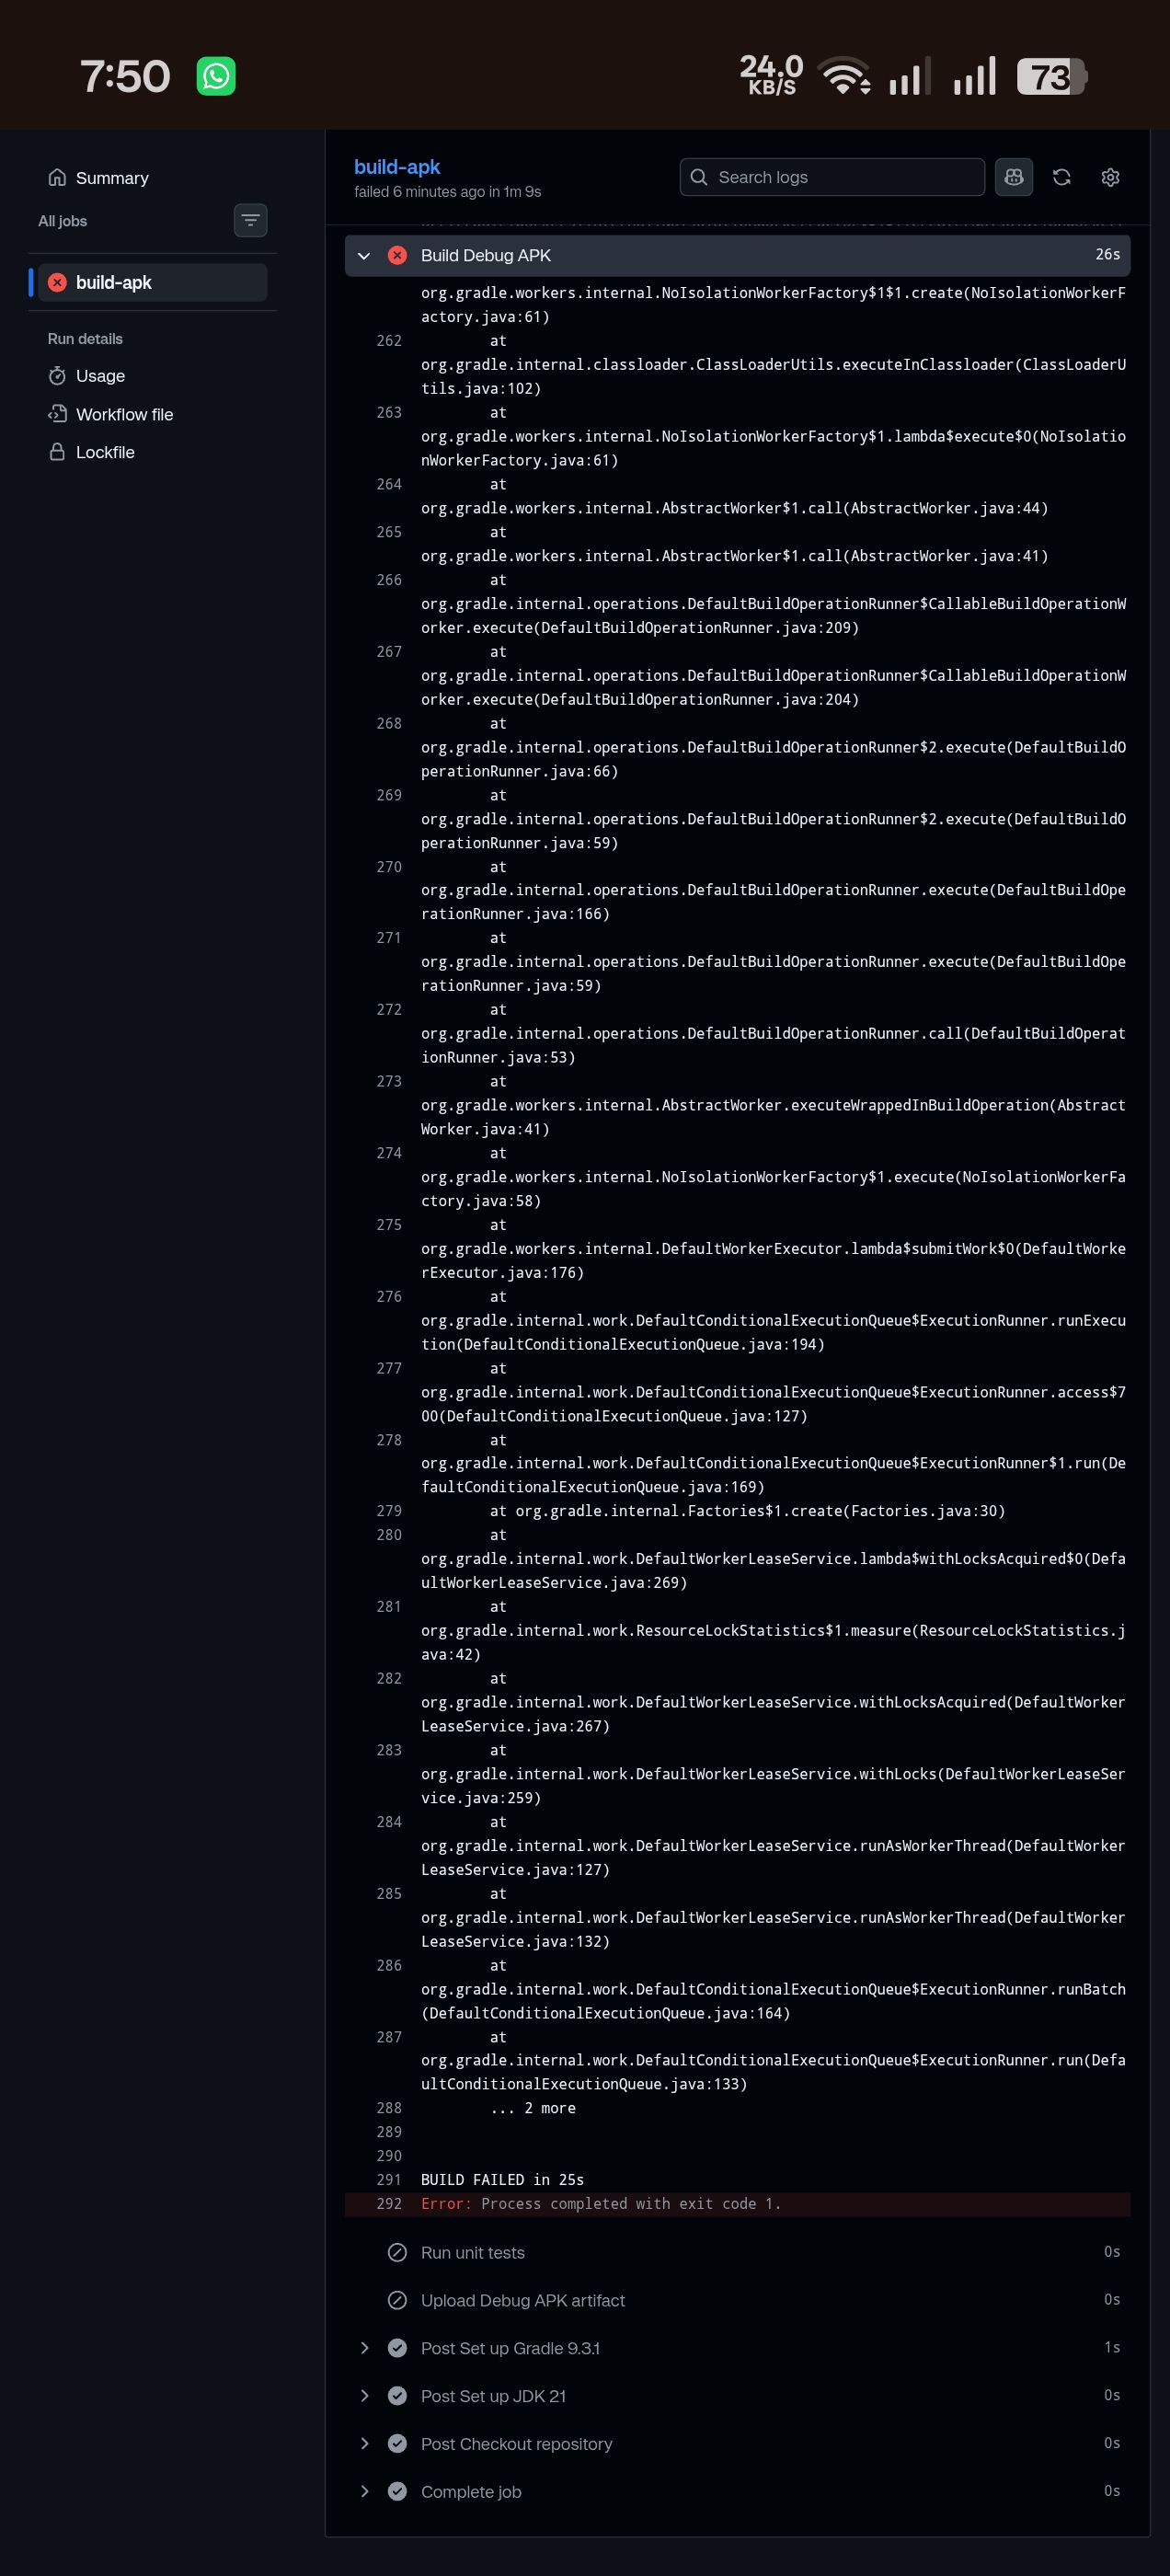 7:50
24.0
KB/S
73
Summary
All jobs
build-apk
Run details
Usage
Workflow file
Lockfile
build-apk
failed 6 minutes ago in 1m 9s
Search logs
Build Debug APK 26s
org.gradle.workers.internal.NoIsolationWorkerFactory$1$1.create(NoIsolationWorkerF
actory.java:61)
262 at
org.gradle.internal.classloader.ClassLoaderUtils.executeInClassloader(ClassLoaderU
tils.java:102)
263 at
org.gradle.workers.internal.NoIsolationWorkerFactory$1.lambda$execute$0(NoIsolatio
nWorkerFactory.java:61)
264 at
org.gradle.workers.internal.AbstractWorker$1.call(AbstractWorker.java:44)
265 at
org.gradle.workers.internal.AbstractWorker$1.call(AbstractWorker.java:41)
266 at
org.gradle.internal.operations.DefaultBuildOperationRunner$CallableBuildOperationW
orker.execute(DefaultBuildOperationRunner.java:209)
267 at
org.gradle.internal.operations.DefaultBuildOperationRunner$CallableBuildOperationW
orker.execute(DefaultBuildOperationRunner.java:204)
268 at
org.gradle.internal.operations.DefaultBuildOperationRunner$2.execute(DefaultBuildO
perationRunner.java:66)
269 at
org.gradle.internal.operations.DefaultBuildOperationRunner$2.execute(DefaultBuildO
perationRunner.java:59)
270 at
org.gradle.internal.operations.DefaultBuildOperationRunner.execute(DefaultBuildOpe
rationRunner.java:166)
271 at
org.gradle.internal.operations.DefaultBuildOperationRunner.execute(DefaultBuildOpe
rationRunner.java:59)
272 at
org.gradle.internal.operations.DefaultBuildOperationRunner.call(DefaultBuildOperat
ionRunner.java:53)
273 at
org.gradle.workers.internal.AbstractWorker.executeWrappedInBuildOperation(Abstract
Worker.java:41)
274 at
org.gradle.workers.internal.NoIsolationWorkerFactory$1.execute(NoIsolationWorkerFa
ctory.java:58)
275 at
org.gradle.workers.internal.DefaultWorkerExecutor.lambda$submitWork$0(DefaultWorke
rExecutor.java:176)
276 at
org.gradle.internal.work.DefaultConditionalExecutionQueue$ExecutionRunner.runExecu
tion(DefaultConditionalExecutionQueue.java:194)
277 at
org.gradle.internal.work.DefaultConditionalExecutionQueue$ExecutionRunner.access$7
00(DefaultConditionalExecutionQueue.java:127)
278 at
org.gradle.internal.work.DefaultConditionalExecutionQueue$ExecutionRunner$1.run(De
faultConditionalExecutionQueue.java:169)
279 at org.gradle.internal.Factories$1.create(Factories.java:30)
280 at
org.gradle.internal.work.DefaultWorkerLeaseService.lambda$withLocksAcquired$0(Defa
ultWorkerLeaseService.java:269)
281 at
org.gradle.internal.work.ResourceLockStatistics$1.measure(ResourceLockStatistics.j
ava:42)
282 at
org.gradle.internal.work.DefaultWorkerLeaseService.withLocksAcquired(DefaultWorker
LeaseService.java:267)
283 at
org.gradle.internal.work.DefaultWorkerLeaseService.withLocks(DefaultWorkerLeaseSer
vice.java:259)
284 at
org.gradle.internal.work.DefaultWorkerLeaseService.runAsWorkerThread(DefaultWorker
LeaseService.java:127)
285 at
org.gradle.internal.work.DefaultWorkerLeaseService.runAsWorkerThread(DefaultWorker
LeaseService.java:132)
286 at
org.gradle.internal.work.DefaultConditionalExecutionQueue$ExecutionRunner.runBatch
(DefaultConditionalExecutionQueue.java:164)
287 at
org.gradle.internal.work.DefaultConditionalExecutionQueue$ExecutionRunner.run(Defa
ultConditionalExecutionQueue.java:133)
288 ... 2 more
289
290
291 BUILD FAILED in 25s
292 Error: Process completed with exit code 1.
Run unit tests 0s
Upload Debug APK artifact 0s
Post Set up Gradle 9.3.1 1s
Post Set up JDK 21 0s
Post Checkout repository 0s
Complete job 0s